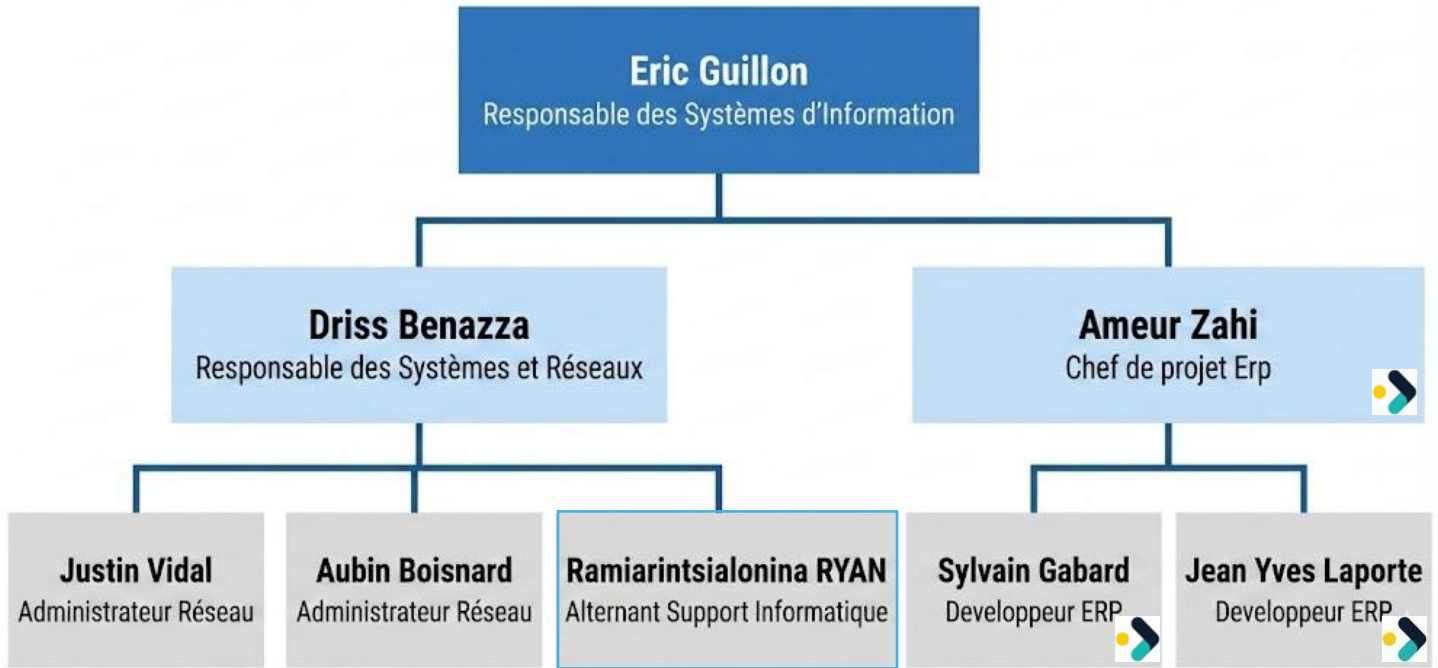 Eric Guillon
Responsable des Systèmes d'Information
Driss Benazza
Responsable des Systèmes et Réseaux
Ameur Zahi
Chef de projet Erp
Justin Vidal
Administrateur Réseau
Aubin Boisnard
Administrateur Réseau
Ramiarintsialonina RYAN
Alternant Support Informatique
Sylvain Gabard
Developpeur ERP
Jean Yves Laporte
Developpeur ERP